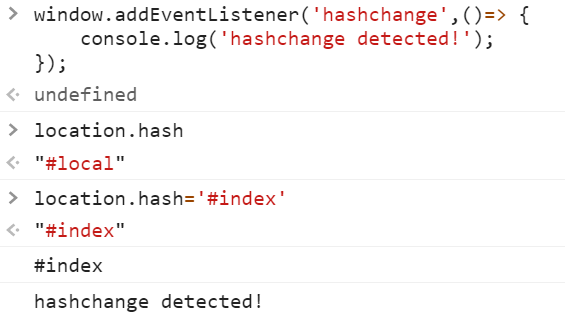 > window.addEventListener('hashchange',()=> {
    console.log('hashchange detected!');
});
<· undefined
> location.hash
<· "#local"
> location.hash='#index'
<· "#index"
#index
hashchange detected!